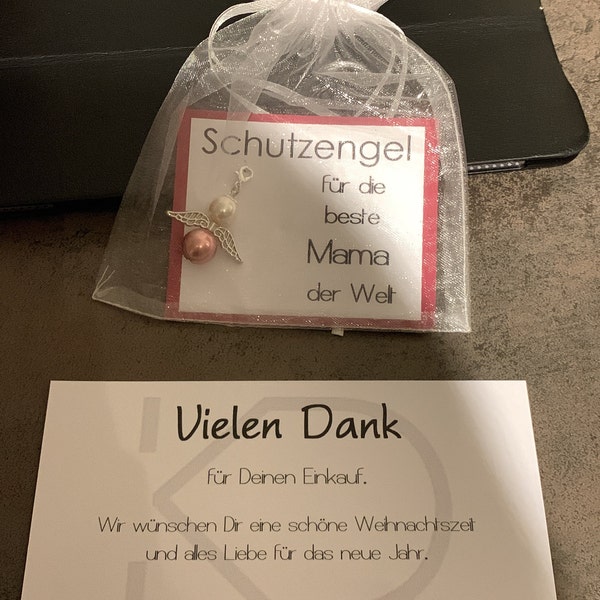 Schutzengel
für die
beste
Mama
der Welt
Vielen Dank
für Deinen Einkauf.
Wir wünschen Dir eine schöne Weihnachtszeit
und alles Liebe für das neue Jahr.